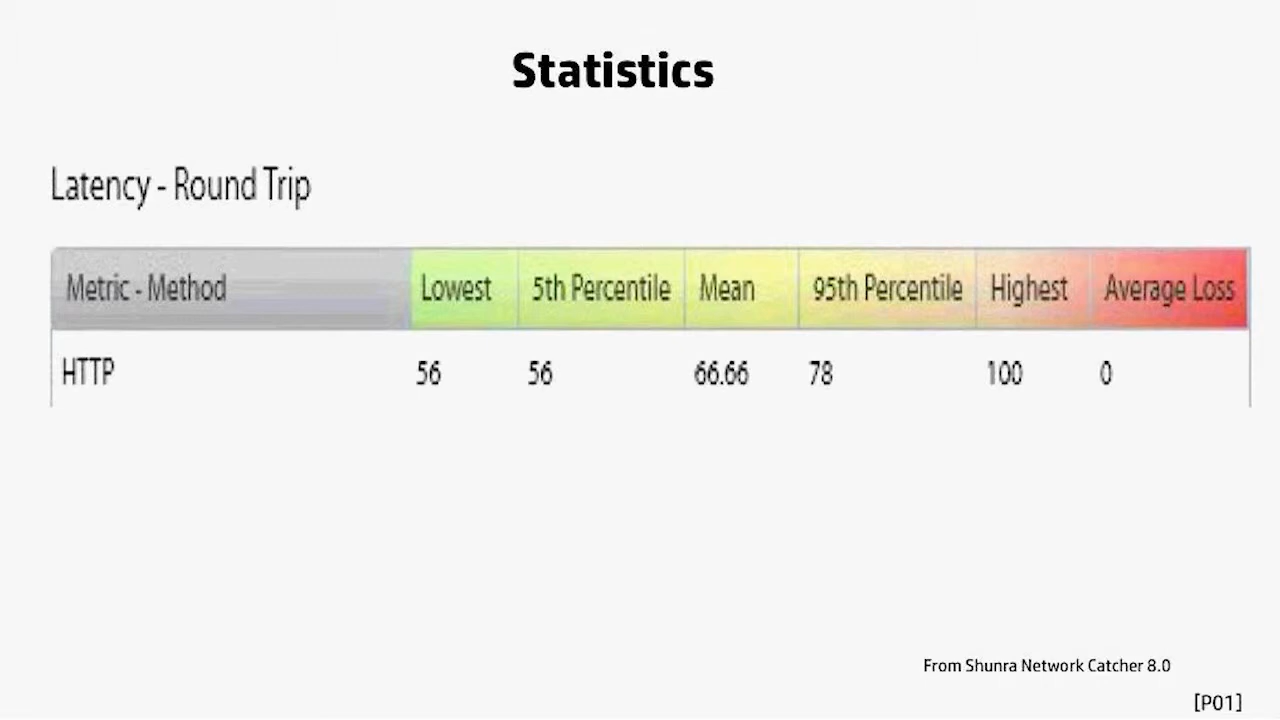 Statistics
Latency - Round Trip
Metric - Method Lowest 5th Percentile Mean 95th Percentile Highest Average Loss
HTTP 56 56 66.66 78 100 0
From Shunra Network Catcher 8.0
[P01]